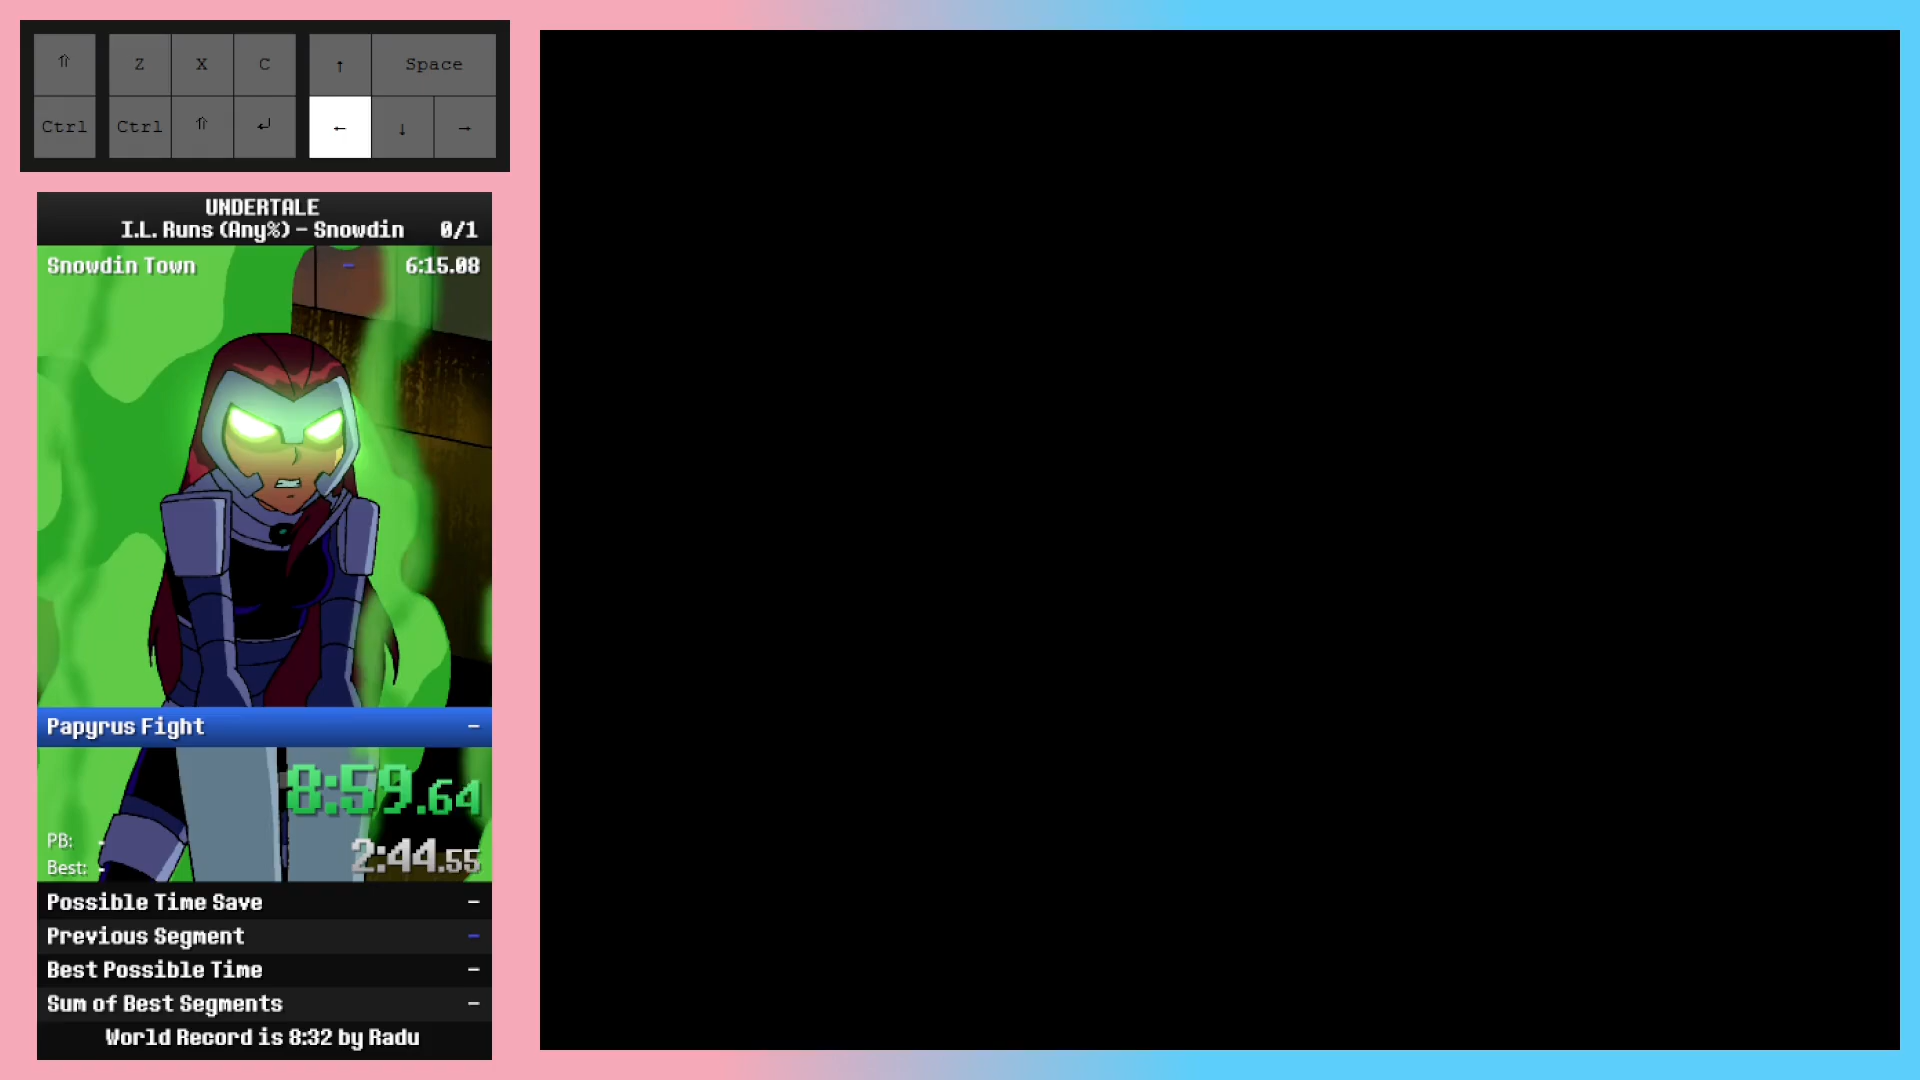 ⇧ Z X C ↑ Space
Ctrl Ctrl ⇧ ↵ ← ↓ →
UNDERTALE
I.L. Runs (Any%) - Snowdin 0/1
Snowdin Town - 6:15.08
Papyrus Fight -
8:59.64
PB: -
2:44.55
Best: -
Possible Time Save -
Previous Segment -
Best Possible Time -
Sum of Best Segments -
World Record is 8:32 by Radu